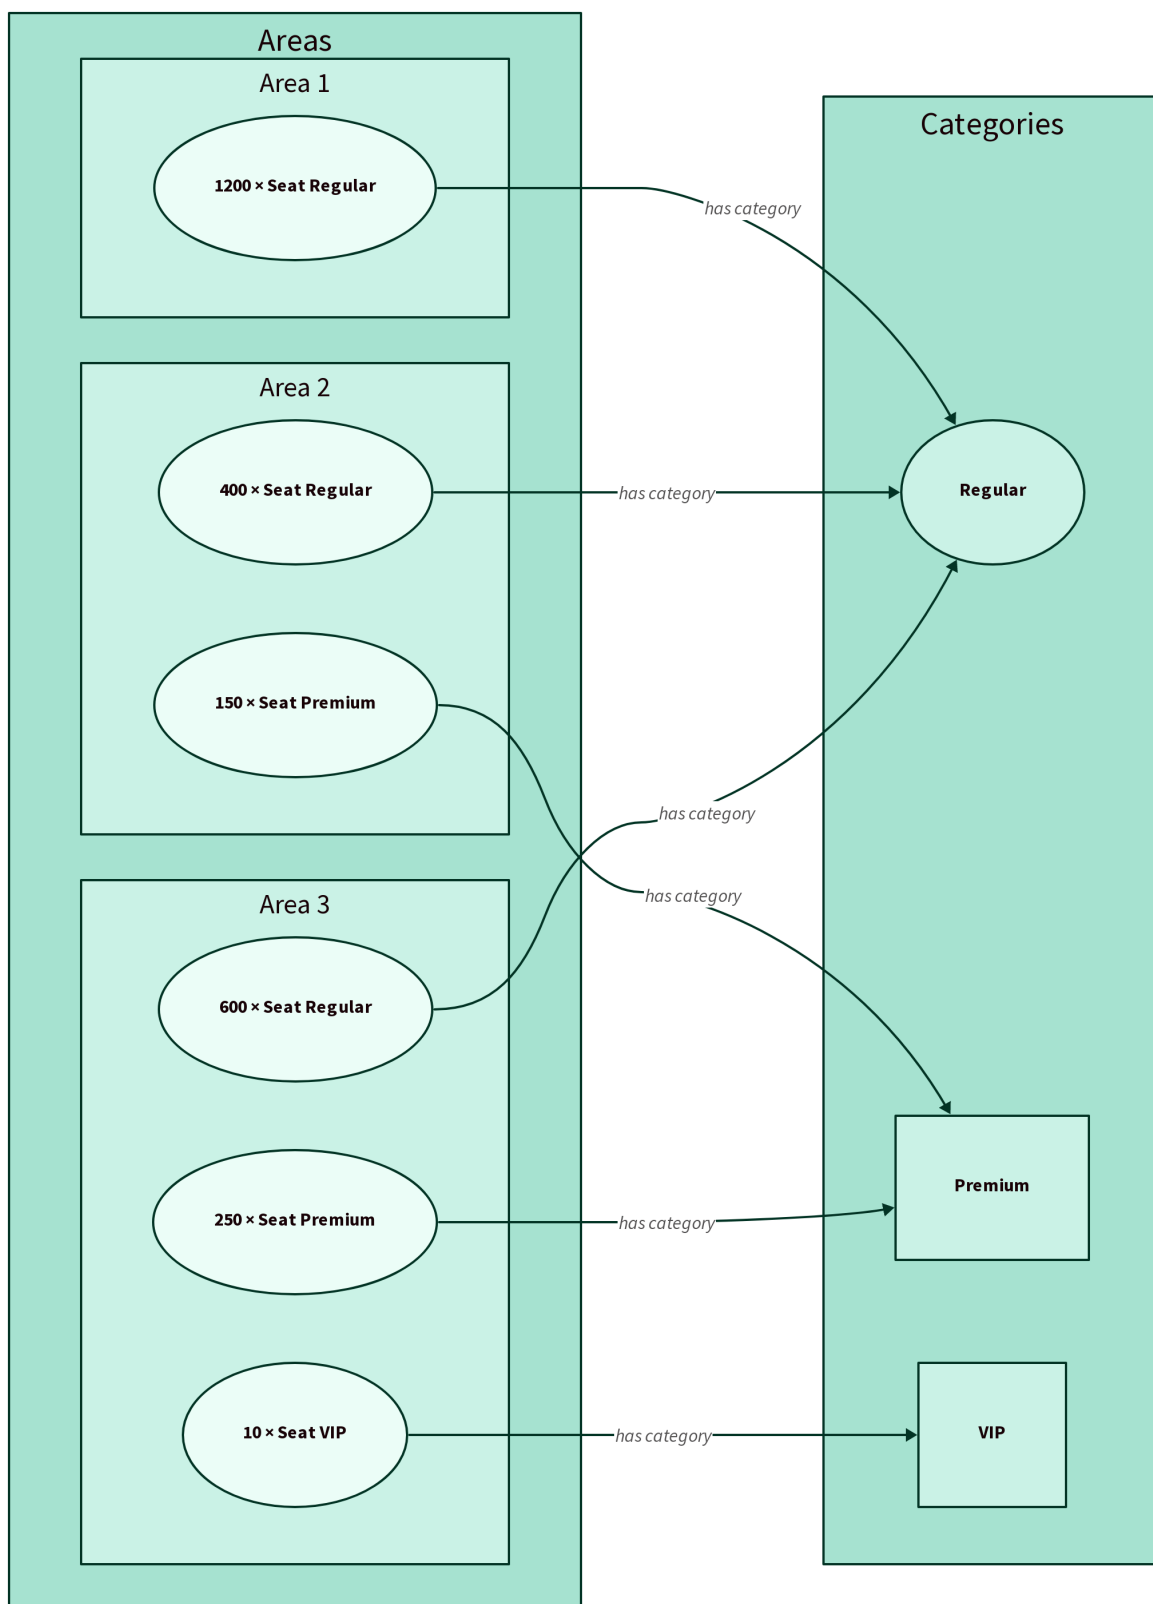 Areas
Area 1
1200 × Seat Regular
has category
Area 2
400 × Seat Regular
has category
150 × Seat Premium
has category
Area 3
600 × Seat Regular
has category
250 × Seat Premium
has category
10 × Seat VIP
has category
Categories
Regular
Premium
VIP